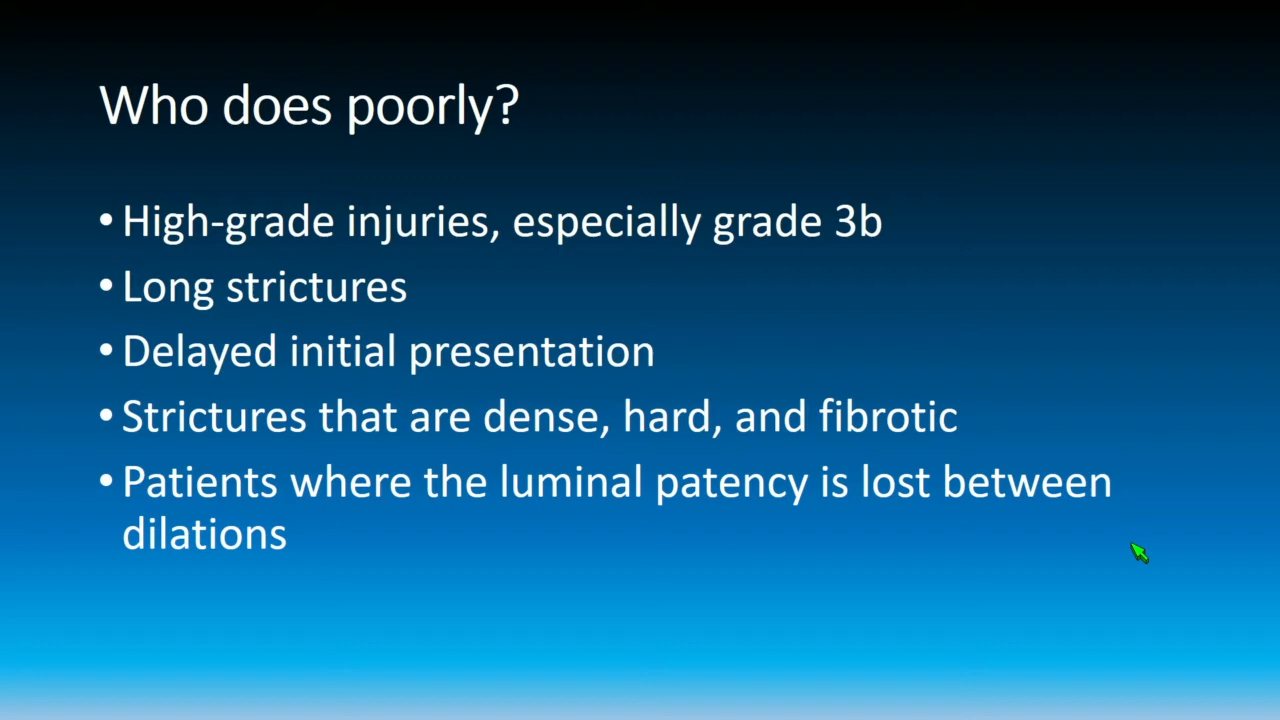 Who does poorly?
• High-grade injuries, especially grade 3b
• Long strictures
• Delayed initial presentation
• Strictures that are dense, hard, and fibrotic
• Patients where the luminal patency is lost between
dilations